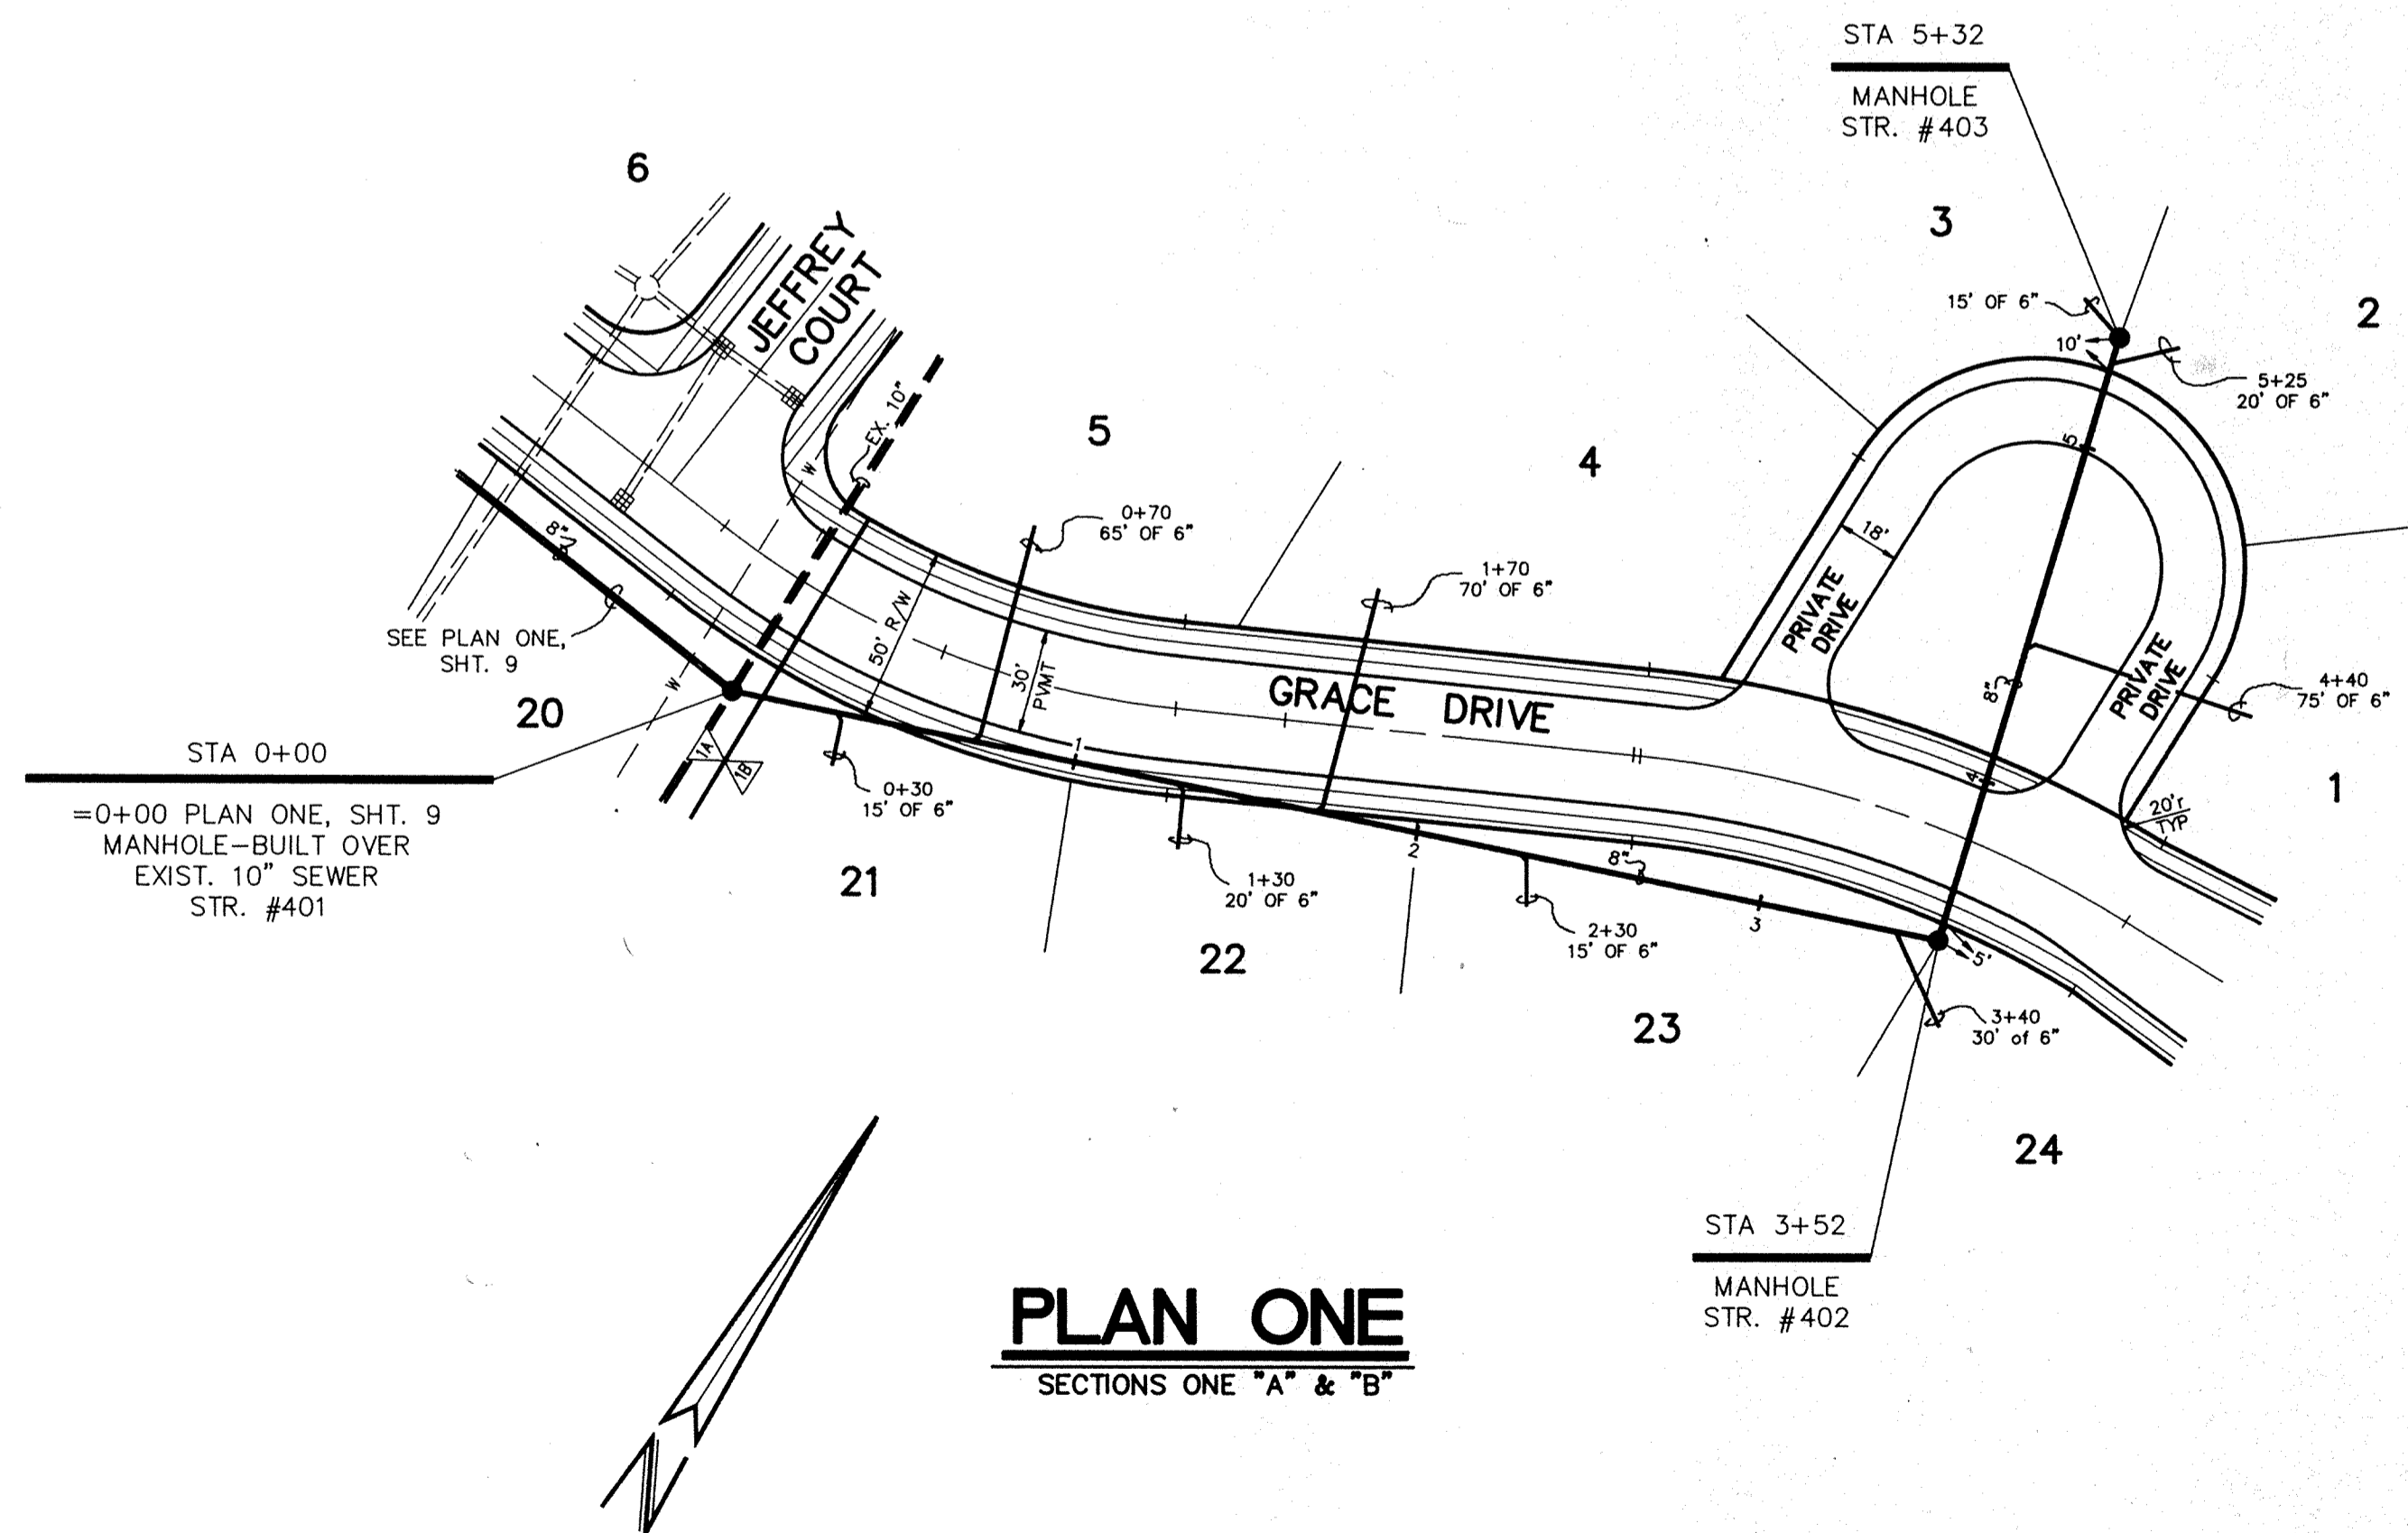 STA 5+32
MANHOLE
STR. #403
6
3
2
JEFFREY
COURT
15' OF 6"
10'
5+25
20' OF 6"
EX. 10"
W
5
4
5
0+70
65' OF 6"
8"
18'
1+70
70' OF 6"
PRIVATE
DRIVE
SEE PLAN ONE,
SHT. 9
50' R/W
30'
PVMT
GRACE DRIVE
8"
PRIVATE
DRIVE
4+40
75' OF 6"
W
20
1A
1B
1
4
1
20'r
TYP
STA 0+00
=0+00 PLAN ONE, SHT. 9
MANHOLE-BUILT OVER
EXIST. 10" SEWER
STR. #401
0+30
15' OF 6"
2
8"
21
1+30
20' OF 6"
3
2+30
15' OF 6"
5'
22
23
3+40
30' of 6"
24
STA 3+52
MANHOLE
STR. #402
PLAN ONE
SECTIONS ONE "A" & "B"
N